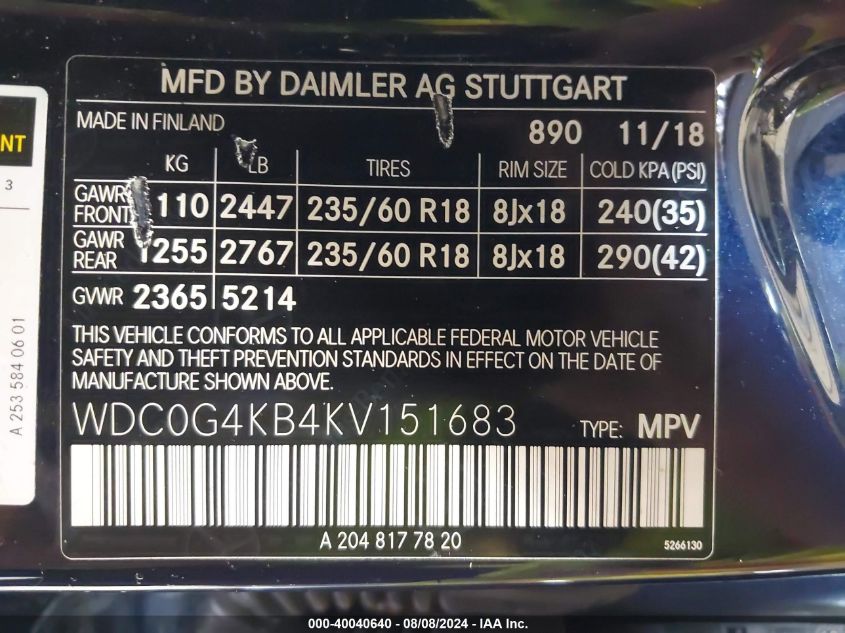 MFD BY DAIMLER AG STUTTGART
MADE IN FINLAND 890 11/18
KG LB TIRES RIM SIZE COLD KPA (PSI)
GAWR FRONT 1110 2447 235/60 R18 8Jx18 240(35)
GAWR REAR 1255 2767 235/60 R18 8Jx18 290(42)
GVWR 2365 5214
THIS VEHICLE CONFORMS TO ALL APPLICABLE FEDERAL MOTOR VEHICLE
SAFETY AND THEFT PREVENTION STANDARDS IN EFFECT ON THE DATE OF
MANUFACTURE SHOWN ABOVE.
WDC0G4KB4KV151683 TYPE: MPV
A 204 817 78 20 5266130
NT
3
A 253 584 06 01
000-40040640 - 08/08/2024 - IAA Inc.